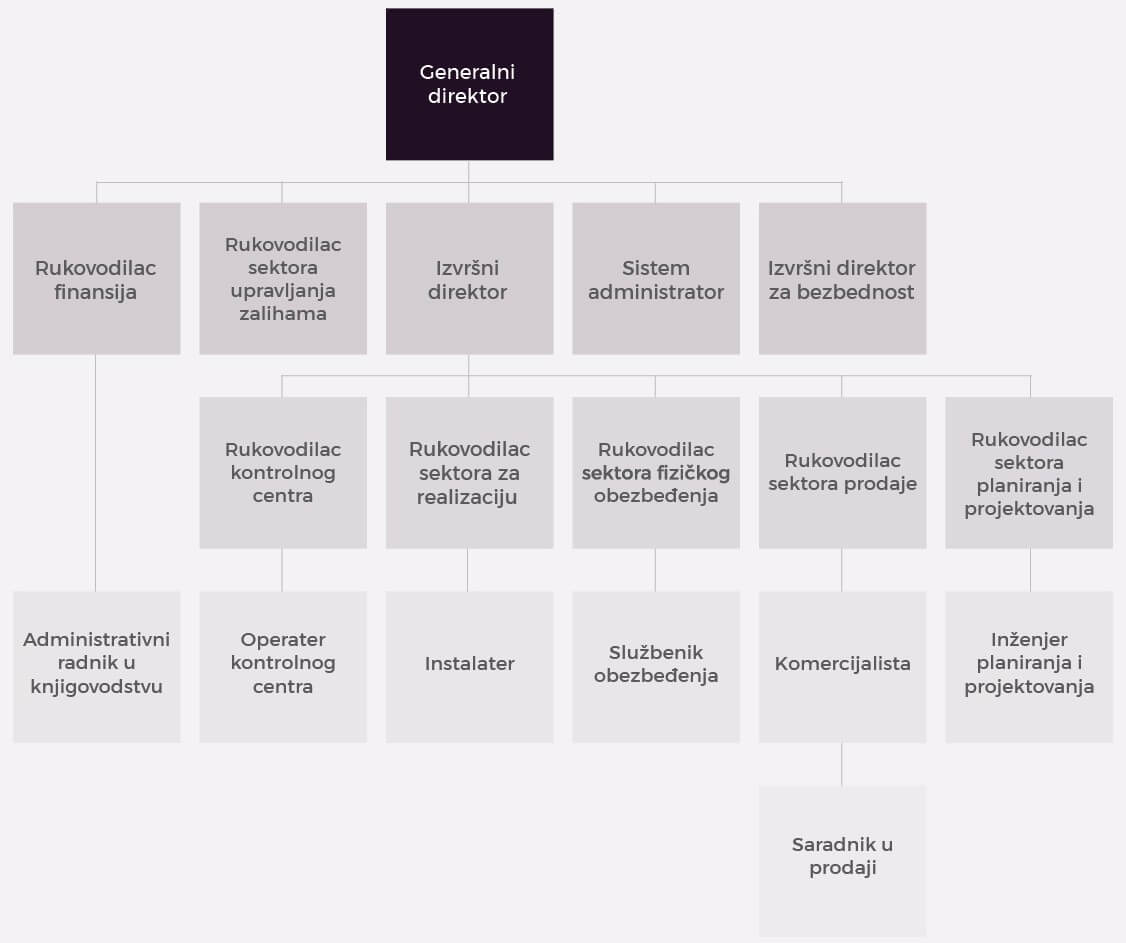 Generalni
direktor
Rukovodilac
finansija
Rukovodilac
sektora
upravljanja
zalihama
Izvršni
direktor
Sistem
administrator
Izvršni direktor
za bezbednost
Rukovodilac
kontrolnog
centra
Rukovodilac
sektora za
realizaciju
Rukovodilac
sektora fizičkog
obezbeđenja
Rukovodilac
sektora prodaje
Rukovodilac
sektora
planiranja i
projektovanja
Administrativni
radnik u
knjigovodstvu
Operater
kontrolnog
centra
Instalater
Službenik
obezbeđenja
Komercijalista
Inženjer
planiranja i
projektovanja
Saradnik u
prodaji